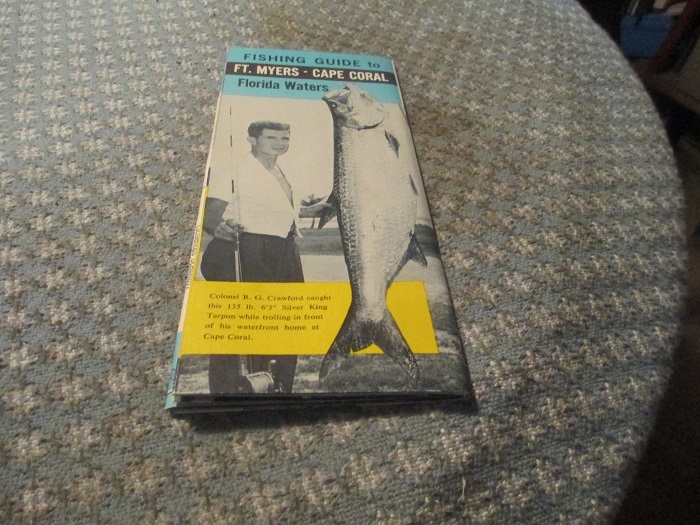 FISHING GUIDE to
FT. MYERS - CAPE CORAL
Florida Waters
Colonel R. G. Crawford caught
this 135 lb. 6'3" Silver King
Tarpon while trolling in front
of his waterfront home at
Cape Coral.